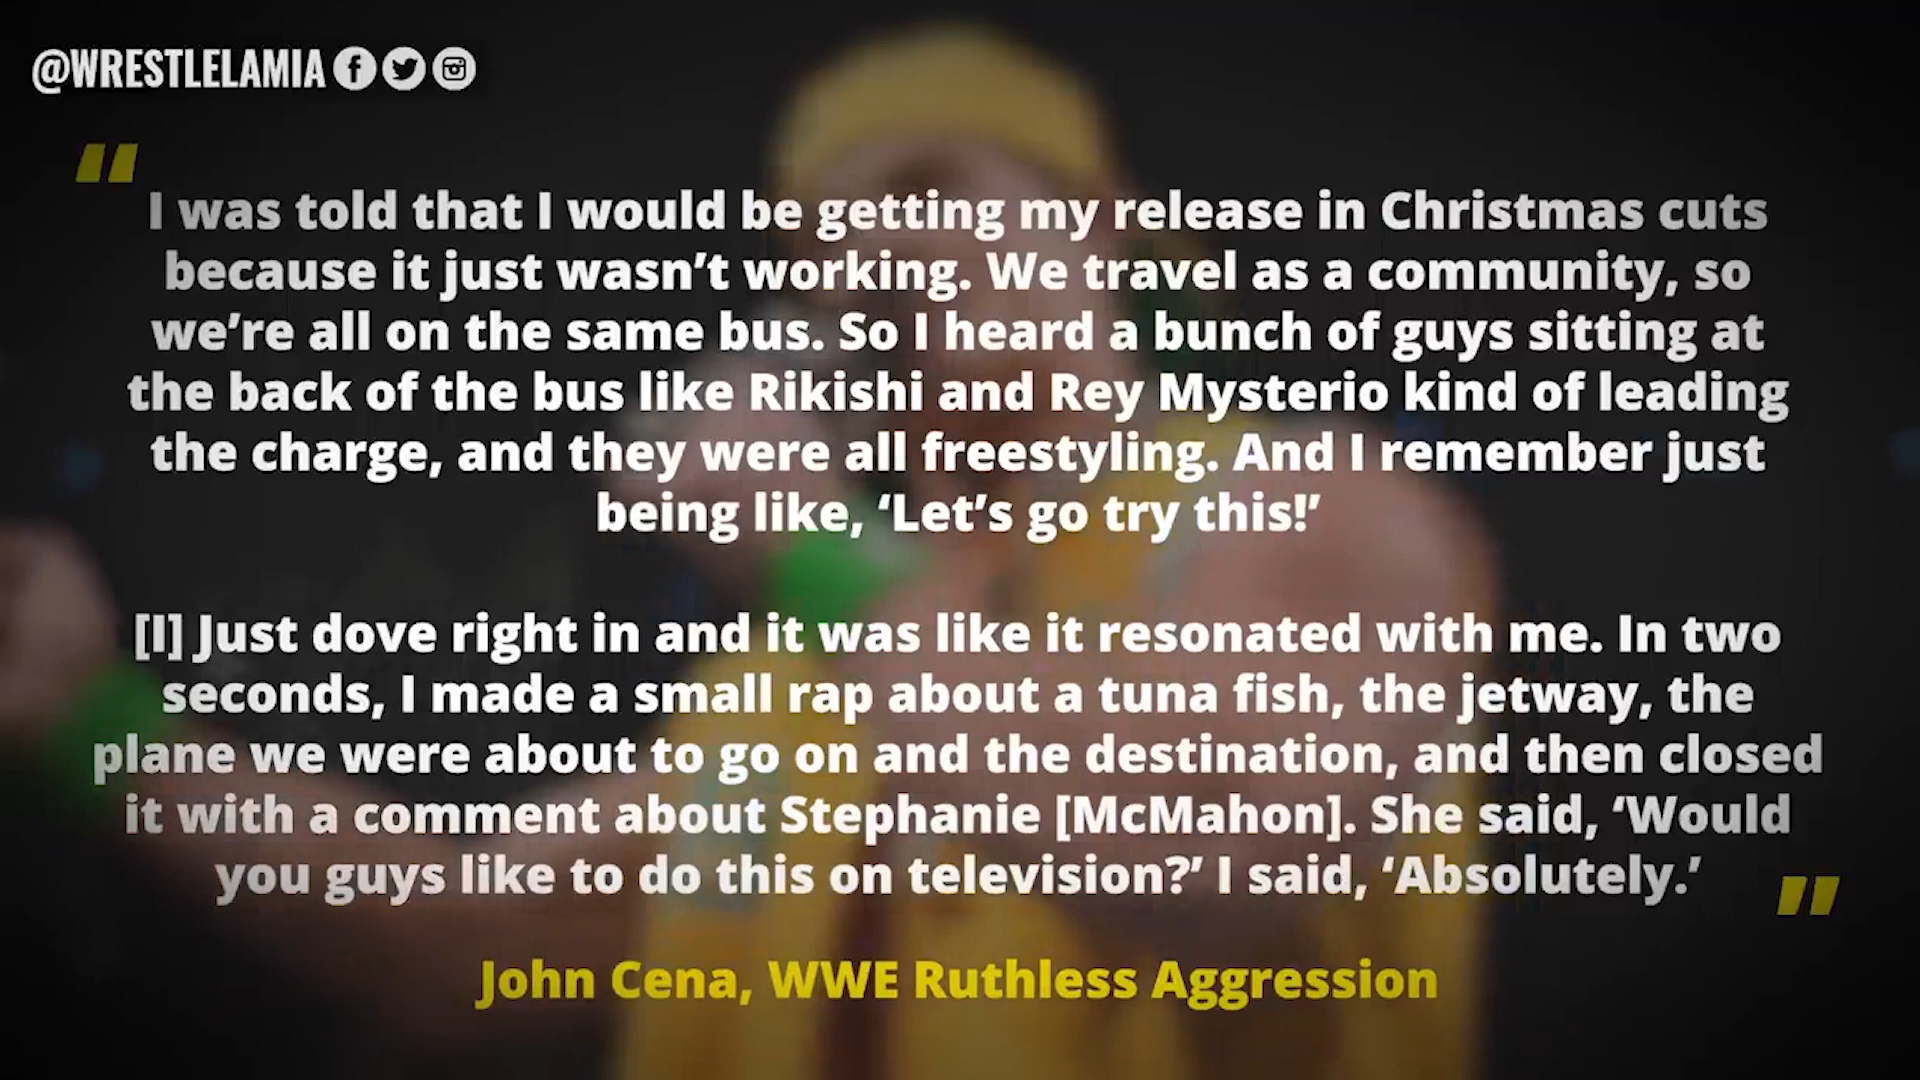 @WRESTLELAMIA
“
I was told that I would be getting my release in Christmas cuts
because it just wasn’t working. We travel as a community, so
we’re all on the same bus. So I heard a bunch of guys sitting at
the back of the bus like Rikishi and Rey Mysterio kind of leading
the charge, and they were all freestyling. And I remember just
being like, ‘Let’s go try this!’
[I] Just dove right in and it was like it resonated with me. In two
seconds, I made a small rap about a tuna fish, the jetway, the
plane we were about to go on and the destination, and then closed
it with a comment about Stephanie [McMahon]. She said, ‘Would
you guys like to do this on television?’ I said, ‘Absolutely.’
”
John Cena, WWE Ruthless Aggression